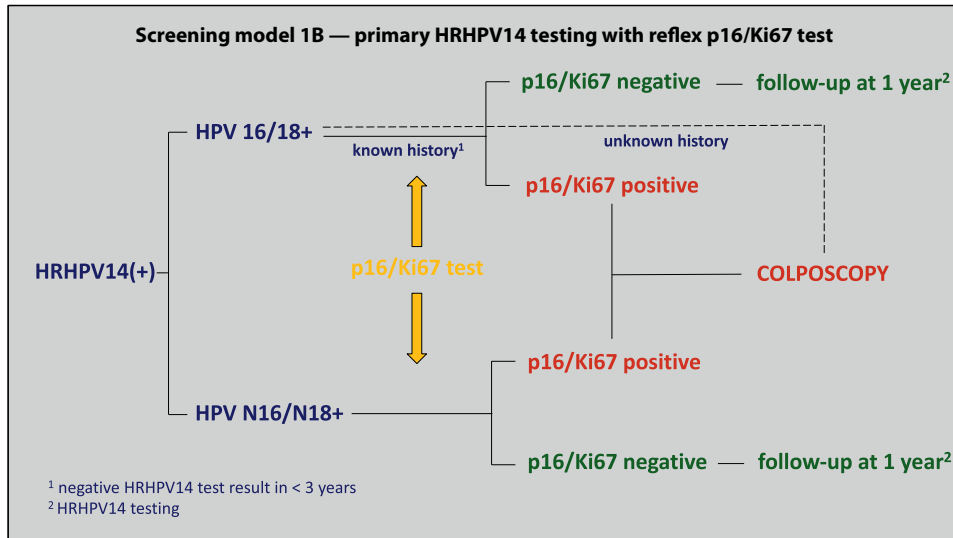 Screening model 1B — primary HRHPV14 testing with reflex p16/Ki67 test
p16/Ki67 negative
follow-up at 1 year²
HPV 16/18+
known history¹
unknown history
p16/Ki67 positive
HRHPV14(+)
p16/Ki67 test
COLPOSCOPY
p16/Ki67 positive
HPV N16/N18+
p16/Ki67 negative
follow-up at 1 year²
¹ negative HRHPV14 test result in < 3 years
² HRHPV14 testing